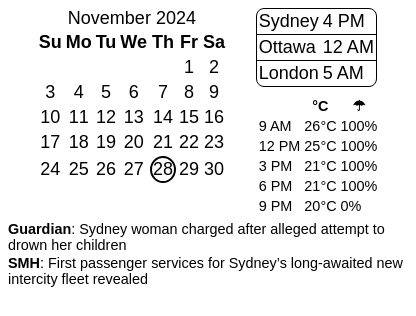 November 2024
Su Mo Tu We Th Fr Sa
1 2
3 4 5 6 7 8 9
10 11 12 13 14 15 16
17 18 19 20 21 22 23
24 25 26 27 28 29 30
Sydney 4 PM
Ottawa 12 AM
London 5 AM
°C ☂
9 AM 26°C 100%
12 PM 25°C 100%
3 PM 21°C 100%
6 PM 21°C 100%
9 PM 20°C 0%
Guardian: Sydney woman charged after alleged attempt to
drown her children
SMH: First passenger services for Sydney’s long-awaited new
intercity fleet revealed